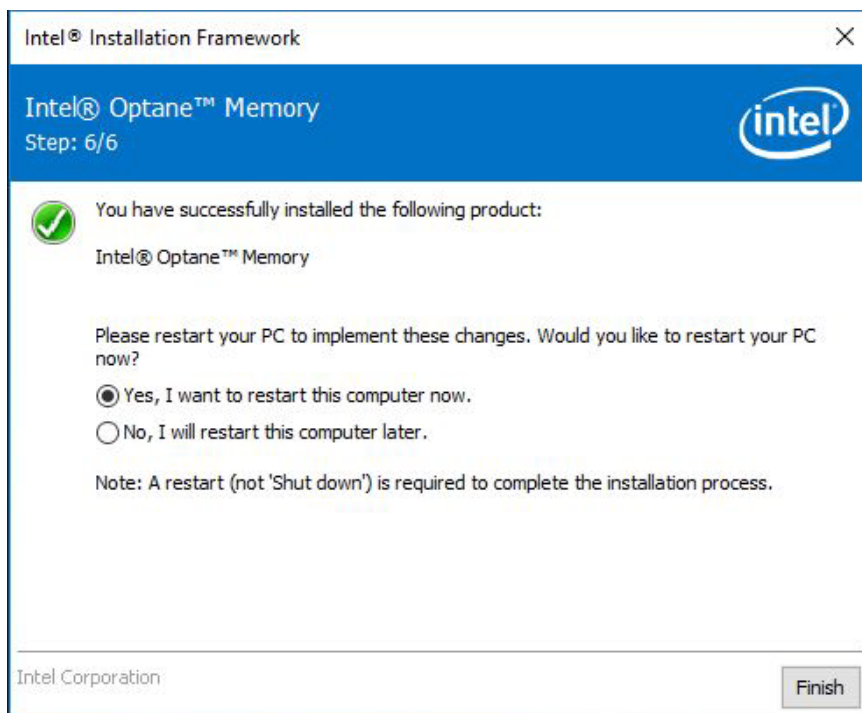 Intel® Installation Framework
Intel® Optane™ Memory
Step: 6/6
intel
You have successfully installed the following product:
Intel® Optane™ Memory
Please restart your PC to implement these changes. Would you like to restart your PC
now?
Yes, I want to restart this computer now.
No, I will restart this computer later.
Note: A restart (not 'Shut down') is required to complete the installation process.
Intel Corporation
Finish